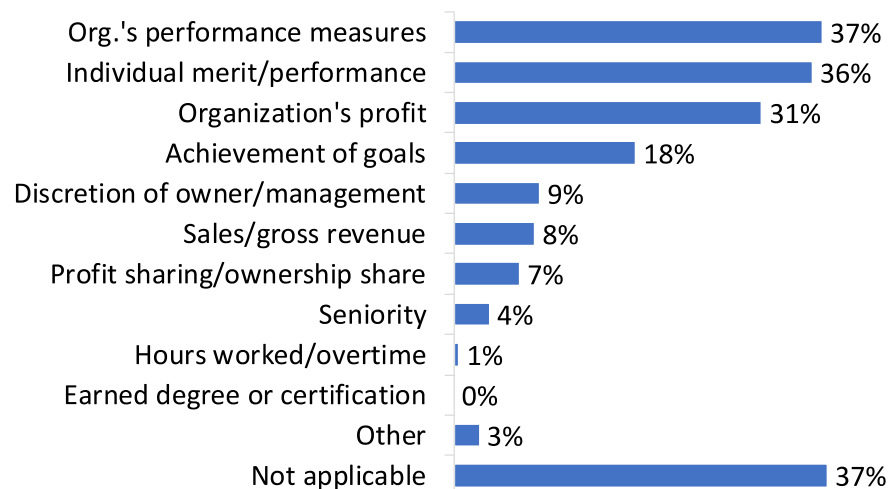 Org.'s performance measures 37%
Individual merit/performance 36%
Organization's profit 31%
Achievement of goals 18%
Discretion of owner/management 9%
Sales/gross revenue 8%
Profit sharing/ownership share 7%
Seniority 4%
Hours worked/overtime 1%
Earned degree or certification 0%
Other 3%
Not applicable 37%